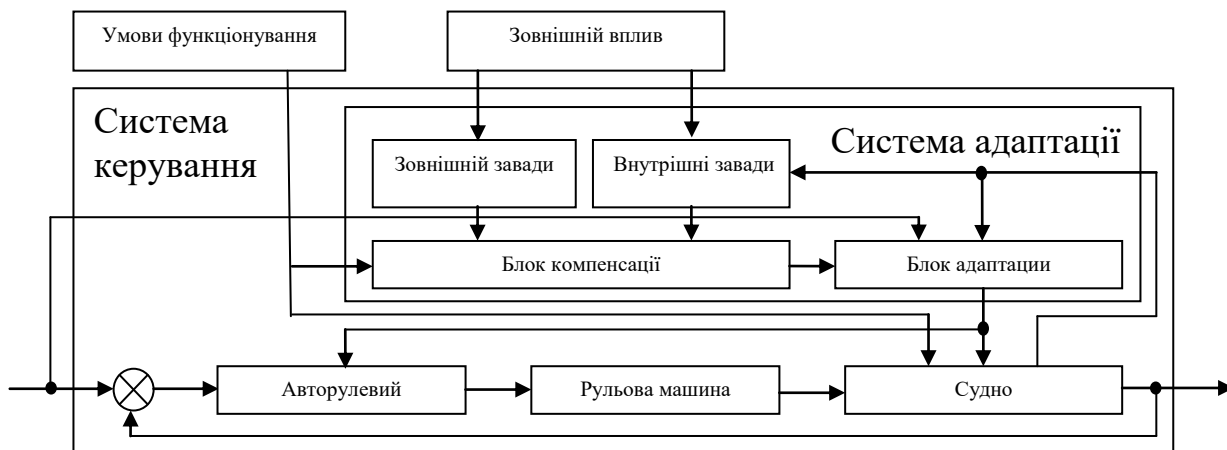 Умови функціонування
Зовнішній вплив
Система
керування
Система адаптації
Зовнішній завади
Внутрішні завади
Блок компенсації
Блок адаптации
Авторулевий
Рульова машина
Судно